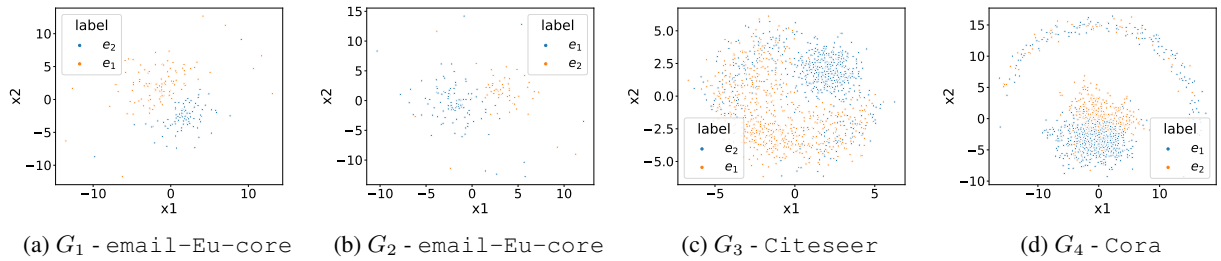 label
e2
e1
x2
10
5
0
−5
−10
−10
0
10
x1
(a) G1 - email-Eu-core
label
e1
e2
x2
15
10
5
0
−5
−10
−10
−5
0
5
10
x1
(b) G2 - email-Eu-core
label
e2
e1
x2
5.0
2.5
0.0
−2.5
−5.0
−5
0
5
x1
(c) G3 - Citeseer
label
e1
e2
x2
15
10
5
0
−5
−10
−10
0
10
x1
(d) G4 - Cora